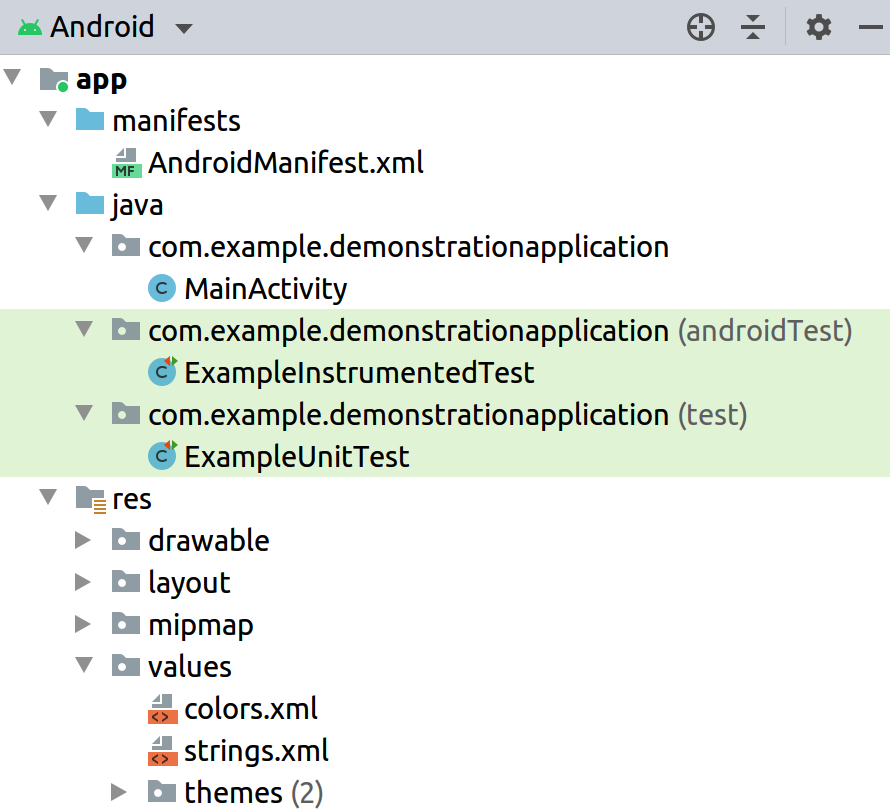 Android
app
manifests
MF AndroidManifest.xml
java
com.example.demonstrationapplication
C MainActivity
com.example.demonstrationapplication (androidTest)
C ExampleInstrumentedTest
com.example.demonstrationapplication (test)
C ExampleUnitTest
res
drawable
layout
mipmap
values
<> colors.xml
<> strings.xml
themes (2)